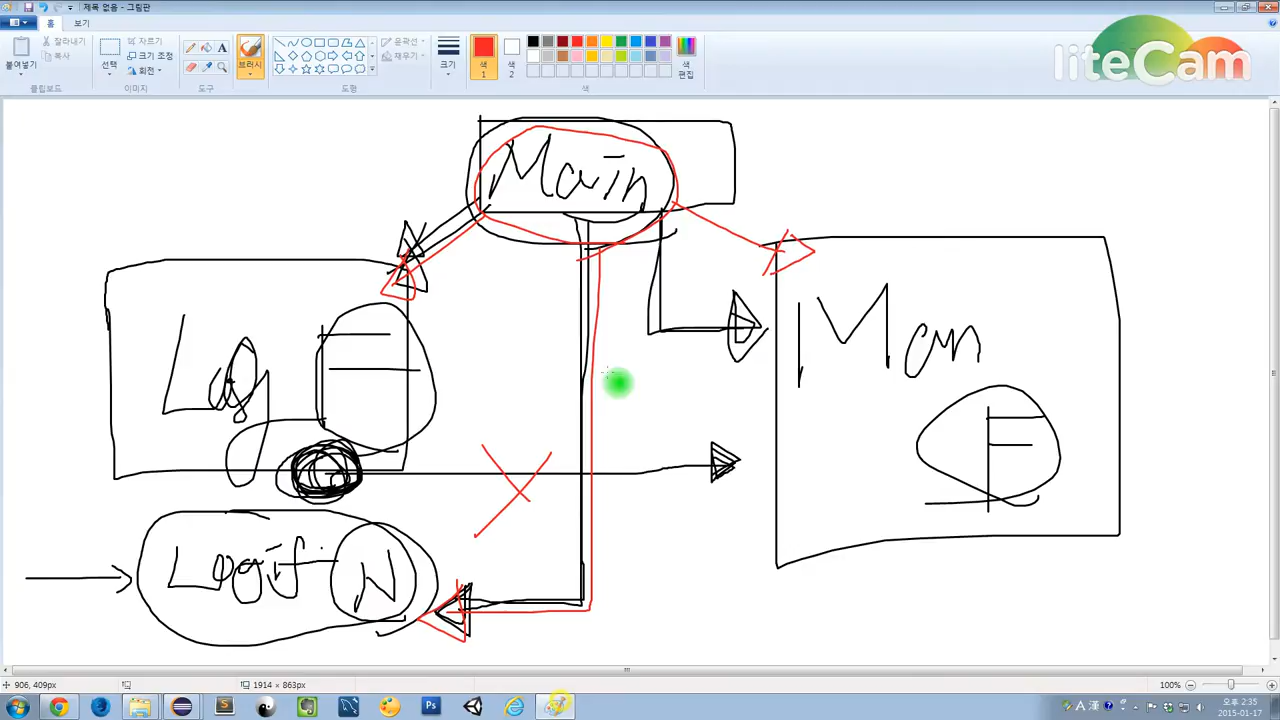 제목 없음 - 그림판
홈 보기
붙여넣기
잘라내기
복사
클립보드
선택
자르기
크기 조정
회전
이미지
도구
브러시
윤곽선
채우기
도형
크기
색 1
색 2
색 편집
색
liteCam
Main
Man
F
F
N
906, 409px
1914 × 863px
100%
A 漢
오후 2:35
2015-01-17